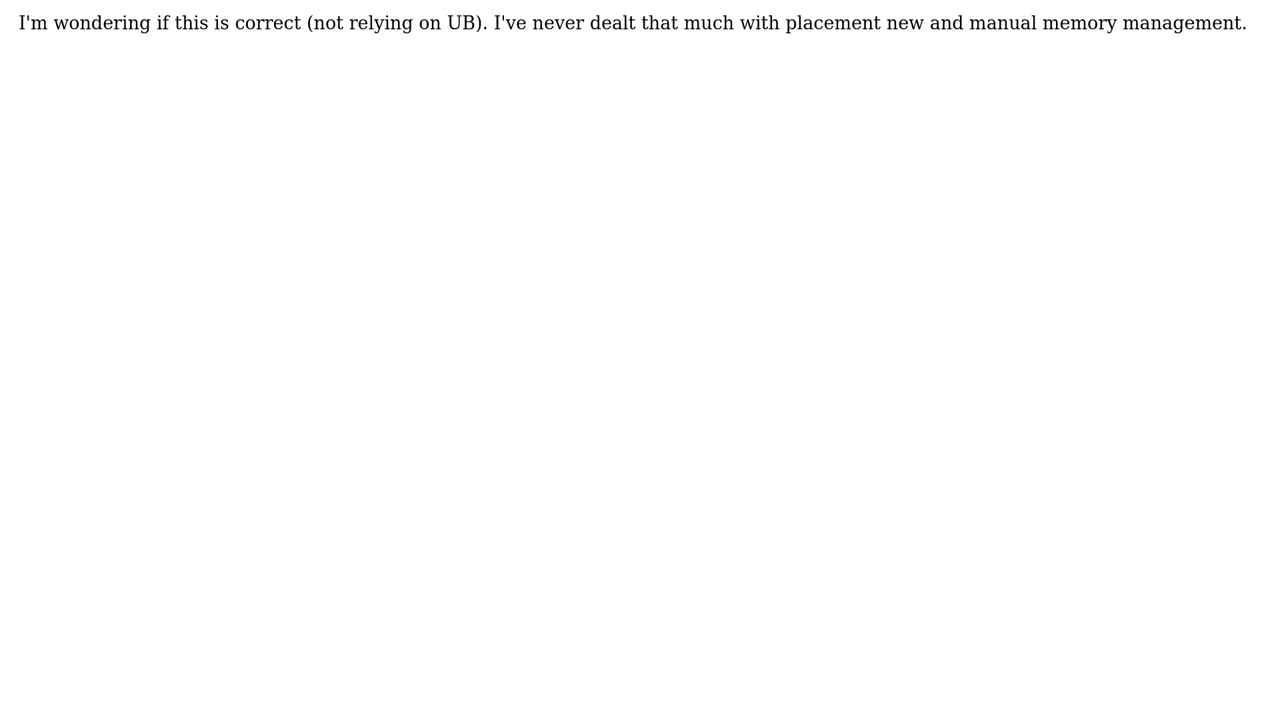 I'm wondering if this is correct (not relying on UB). I've never dealt that much with placement new and manual memory management.